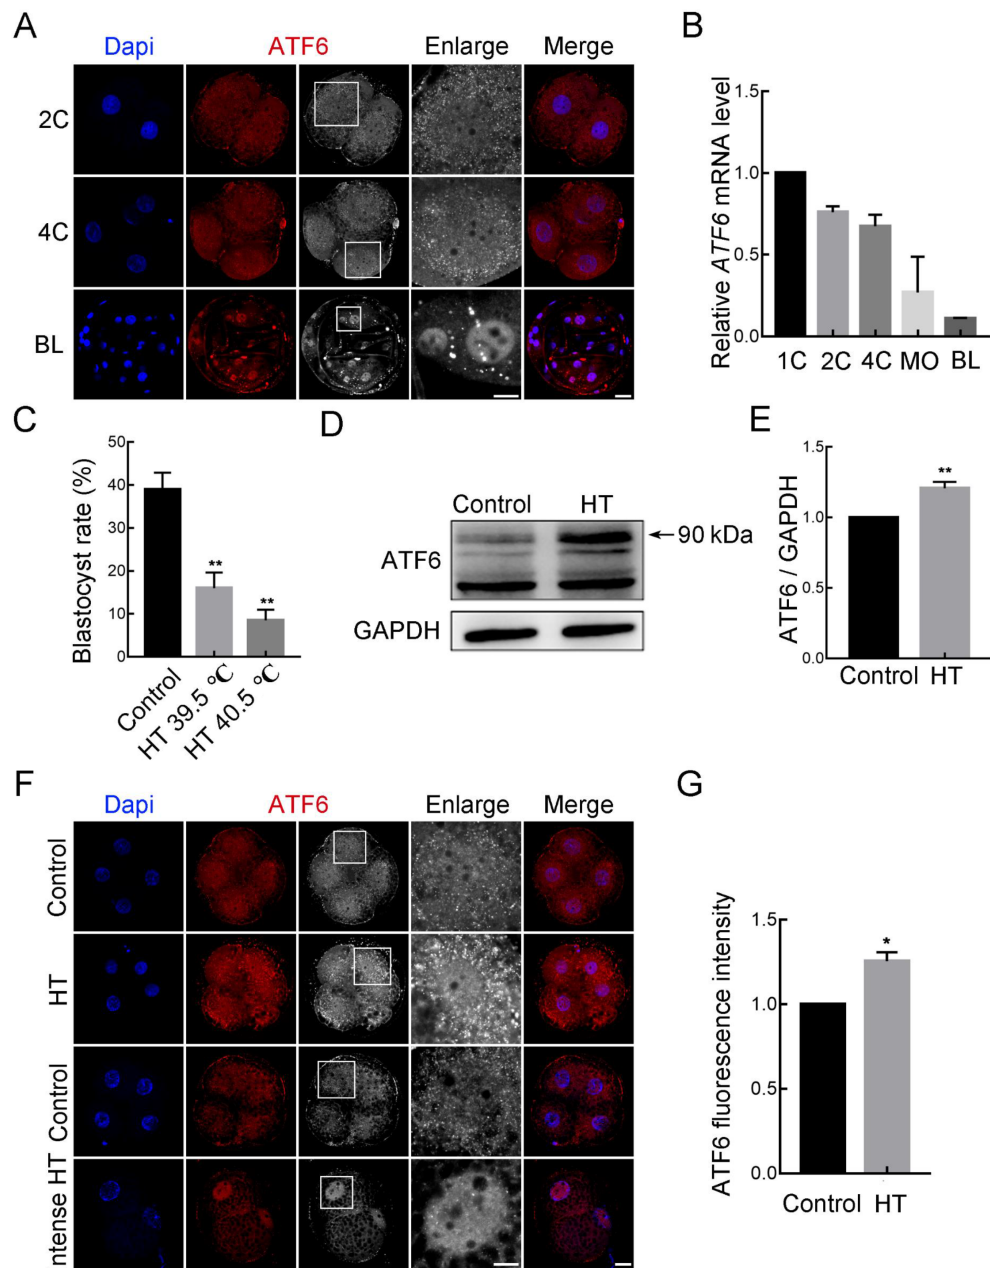 A
Dapi ATF6 Enlarge Merge
2C
4C
BL
B
Relative ATF6 mRNA level
1.5
1.0
0.5
0.0
1C 2C 4C MO BL
C
Blastocyst rate (%)
50
40
30
20
10
0
**
**
Control
HT 39.5 ℃
HT 40.5 ℃
D
Control HT
ATF6
90 kDa
GAPDH
E
ATF6 / GAPDH
1.5
1.0
0.5
0.0
**
Control HT
F
Dapi ATF6 Enlarge Merge
Control
HT
Control
ntense HT
G
ATF6 fluorescence intensity
1.5
1.0
0.5
0.0
*
Control HT